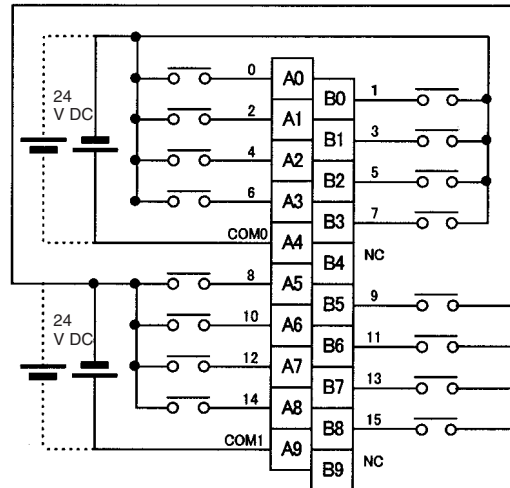 0 A0
24
V DC
B0 1
2 A1
B1 3
4 A2
B2 5
6 A3
B3 7
COM0 A4
B4 NC
8 A5
B5 9
24
V DC
10 A6
B6 11
12 A7
B7 13
14 A8
B8 15
COM1 A9
B9 NC